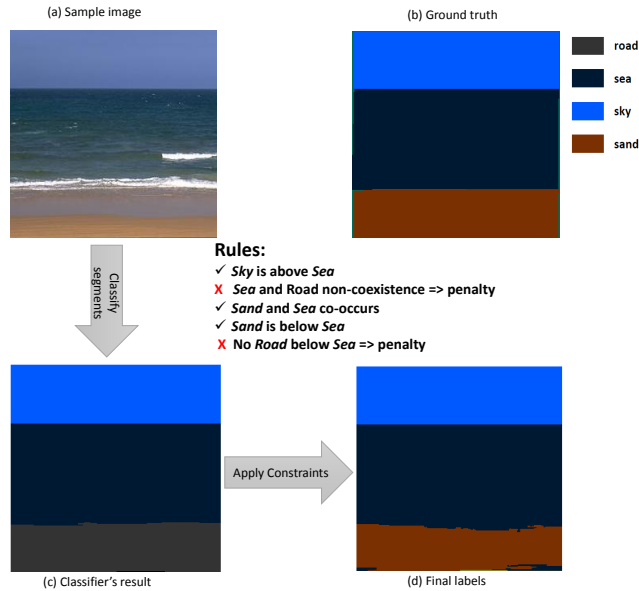 (a) Sample image
(b) Ground truth
road
sea
sky
sand
Classify
segments
Rules:
✓ Sky is above Sea
X Sea and Road non-coexistence => penalty
✓ Sand and Sea co-occurs
✓ Sand is below Sea
X No Road below Sea => penalty
Apply Constraints
(c) Classifier's result
(d) Final labels